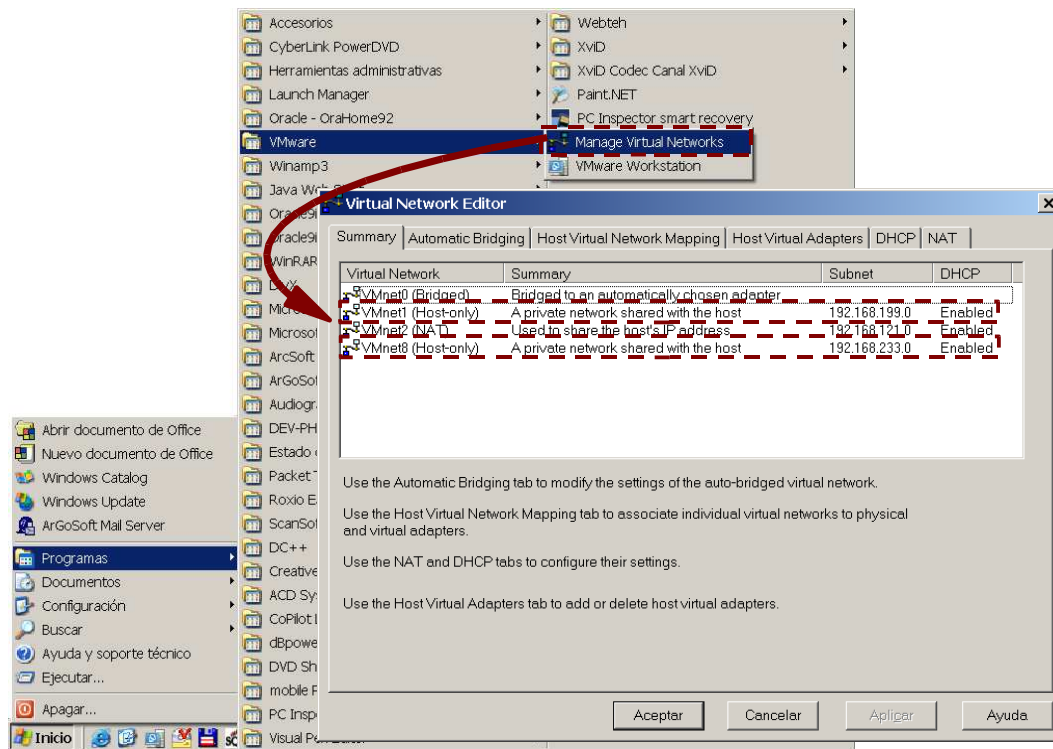 Accesorios
CyberLink PowerDVD
Herramientas administrativas
Launch Manager
Oracle - OraHome92
VMware
Winamp3
Java Web
Oracle9i
Oracle9i
WinRAR
DivX
Microsoft
ArcSoft
ArGoSof
Audiogr
DEV-PH
Estado
Packet T
Roxio E
ScanSof
DC++
Creative
ACD Sy
CoPilot
dBpowe
DVD Sh
mobile P
PC Insp
Visual
Webteh
XviD
XviD Codec Canal XviD
Paint.NET
PC Inspector smart recovery
Manage Virtual Networks
VMware Workstation
Virtual Network Editor
Summary Automatic Bridging Host Virtual Network Mapping Host Virtual Adapters DHCP NAT
Virtual Network Summary Subnet DHCP
VMnet0 (Bridged) Bridged to an automatically chosen adapter
VMnet1 (Host-only) A private network shared with the host 192.168.199.0 Enabled
VMnet2 (NAT) Used to share the host's IP address 192.168.121.0 Enabled
VMnet8 (Host-only) A private network shared with the host 192.168.233.0 Enabled
Use the Automatic Bridging tab to modify the settings of the auto-bridged virtual network.
Use the Host Virtual Network Mapping tab to associate individual virtual networks to physical
and virtual adapters.
Use the NAT and DHCP tabs to configure their settings.
Use the Host Virtual Adapters tab to add or delete host virtual adapters.
Aceptar Cancelar Aplicar Ayuda
Abrir documento de Office
Nuevo documento de Office
Windows Catalog
Windows Update
ArGoSoft Mail Server
Programas
Documentos
Configuración
Buscar
Ayuda y soporte técnico
Ejecutar...
Apagar...
Inicio